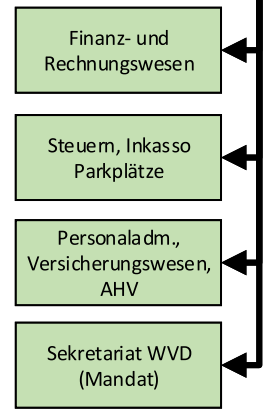 Finanz- und
Rechnungswesen
Steuern, Inkasso
Parkplätze
Personaladm.,
Versicherungswesen,
AHV
Sekretariat WVD
(Mandat)